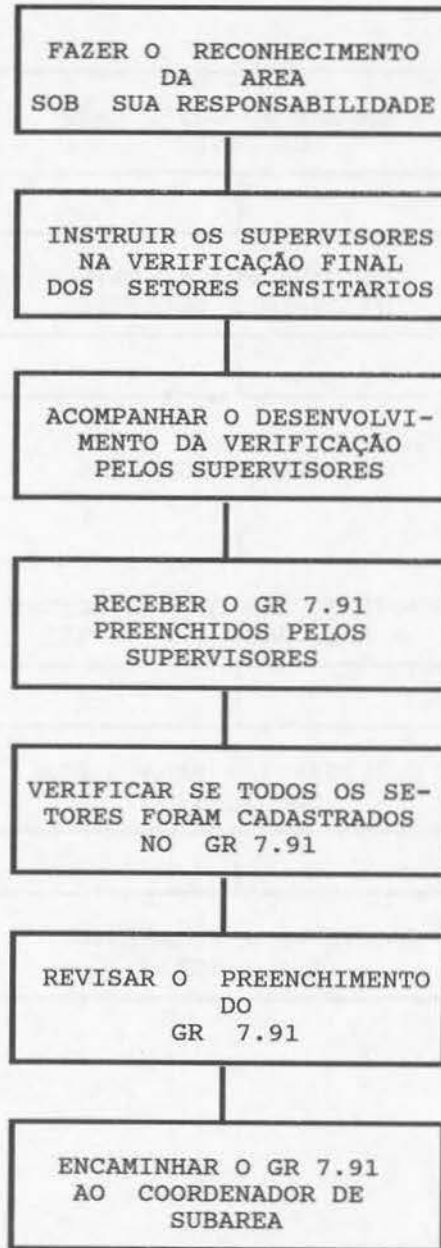 FAZER O RECONHECIMENTO
DA AREA
SOB SUA RESPONSABILIDADE
INSTRUIR OS SUPERVISORES
NA VERIFICAÇÃO FINAL
DOS SETORES CENSITARIOS
ACOMPANHAR O DESENVOLVI-
MENTO DA VERIFICAÇÃO
PELOS SUPERVISORES
RECEBER O GR 7.91
PREENCHIDOS PELOS
SUPERVISORES
VERIFICAR SE TODOS OS SE-
TORES FORAM CADASTRADOS
NO GR 7.91
REVISAR O PREENCHIMENTO
DO
GR 7.91
ENCAMINHAR O GR 7.91
AO COORDENADOR DE
SUBAREA